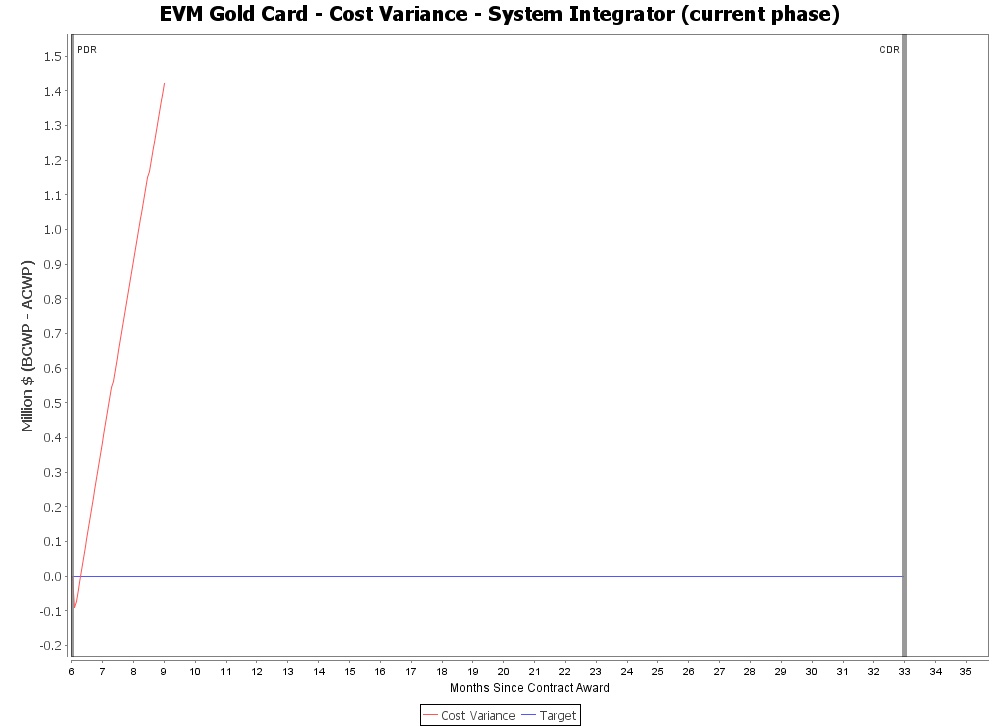 EVM Gold Card - Cost Variance - System Integrator (current phase)
PDR
CDR
Million $ (BCWP - ACWP)
1.5
1.4
1.3
1.2
1.1
1.0
0.9
0.8
0.7
0.6
0.5
0.4
0.3
0.2
0.1
0.0
-0.1
-0.2
6 7 8 9 10 11 12 13 14 15 16 17 18 19 20 21 22 23 24 25 26 27 28 29 30 31 32 33 34 35
Months Since Contract Award
Cost Variance Target